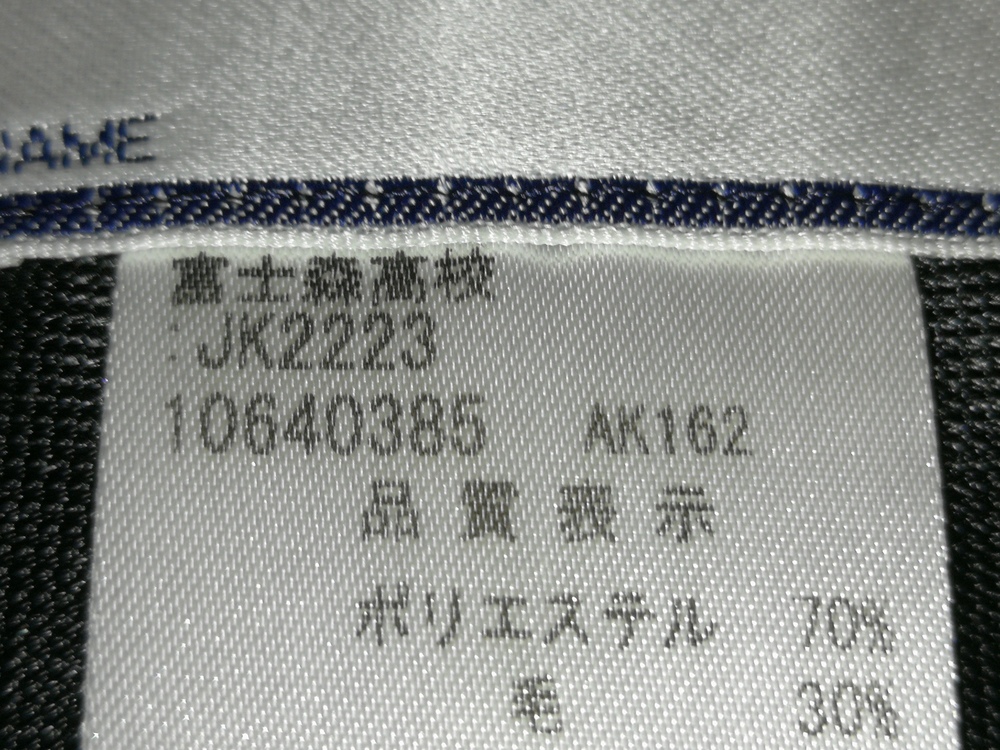 NAME
富士森高校
: JK2223
10640385 AK162
品質表示
ポリエステル 70%
毛 30%